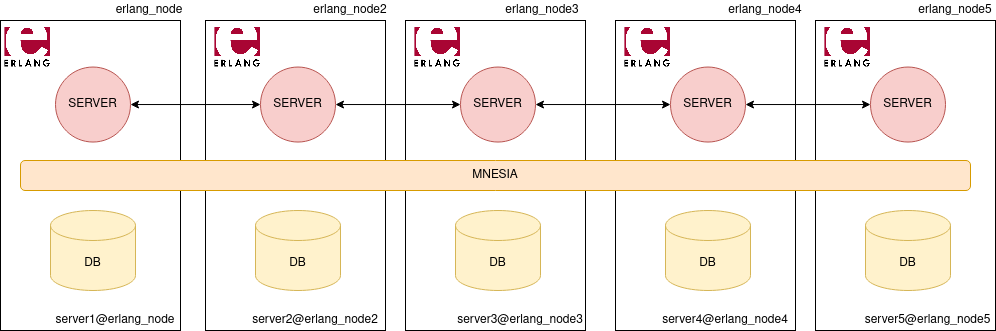 erlang_node
erlang_node2
erlang_node3
erlang_node4
erlang_node5
e
ERLANG
e
ERLANG
e
ERLANG
e
ERLANG
e
ERLANG
SERVER
SERVER
SERVER
SERVER
SERVER
MNESIA
DB
DB
DB
DB
DB
server1@erlang_node
server2@erlang_node2
server3@erlang_node3
server4@erlang_node4
server5@erlang_node5